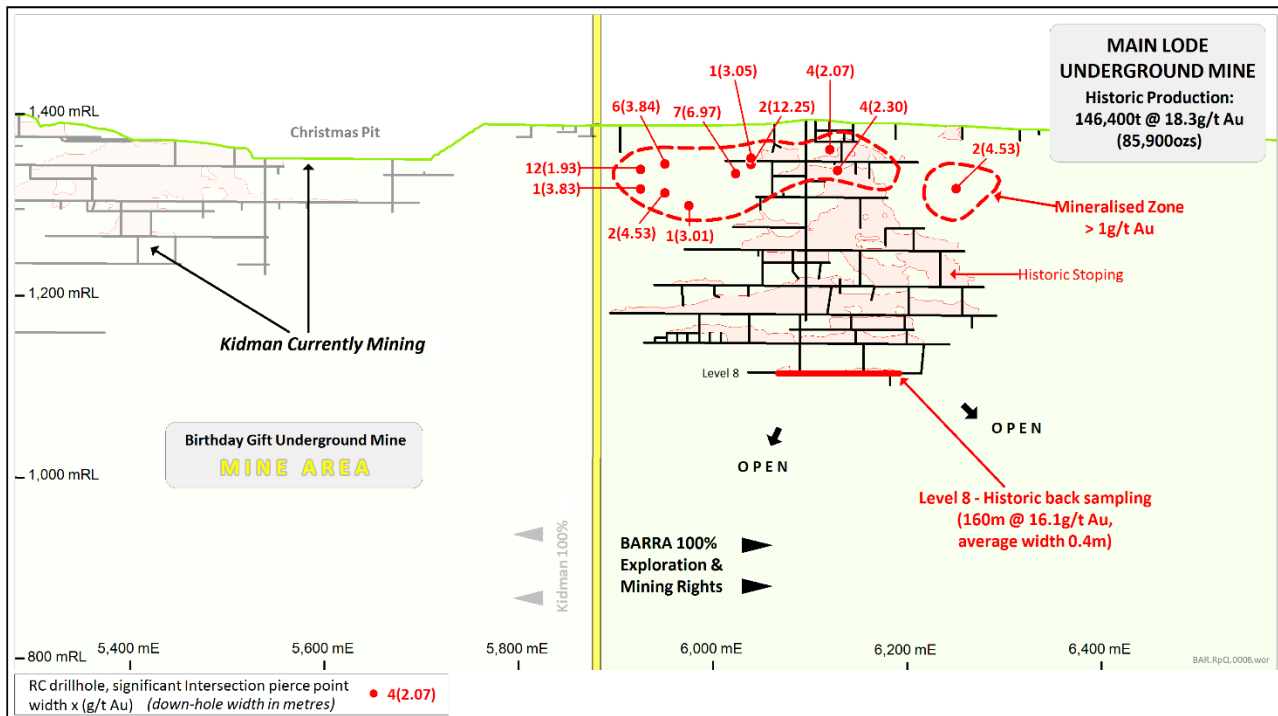 MAIN LODE
UNDERGROUND MINE
Historic Production:
146,400t @ 18.3g/t Au
(85,900ozs)
1(3.05)
4(2.07)
6(3.84)
7(6.97)
2(12.25)
4(2.30)
1,400 mRL
Christmas Pit
2(4.53)
12(1.93)
1(3.83)
2(4.53)
1(3.01)
Mineralised Zone
> 1g/t Au
Historic Stoping
1,200 mRL
Kidman Currently Mining
Level 8
OPEN
OPEN
Birthday Gift Underground Mine
MINE AREA
1,000 mRL
Level 8 - Historic back sampling
(160m @ 16.1g/t Au,
average width 0.4m)
Kidman 100%
BARRA 100%
Exploration &
Mining Rights
800 mRL
5,400 mE
5,600 mE
5,800 mE
6,000 mE
6,200 mE
6,400 mE
BAR.RpQ.0006.wor
RC drillhole, significant Intersection pierce point
width x (g/t Au) (down-hole width in metres)
4(2.07)